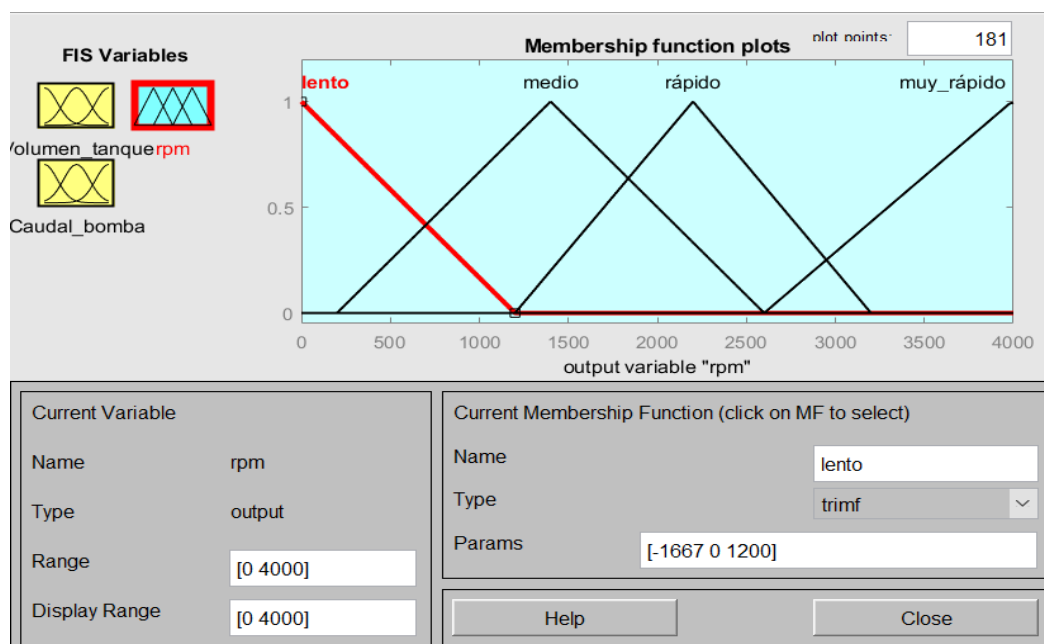 FIS Variables
Membership function plots
plot points:
181
Volumen_tanque
rpm
Caudal_bomba
lento
medio
rápido
muy_rápido
1
0.5
0
0
500
1000
1500
2000
2500
3000
3500
4000
output variable "rpm"
Current Variable
Name
rpm
Type
output
Range
[0 4000]
Display Range
[0 4000]
Current Membership Function (click on MF to select)
Name
lento
Type
trimf
Params
[-1667 0 1200]
Help
Close